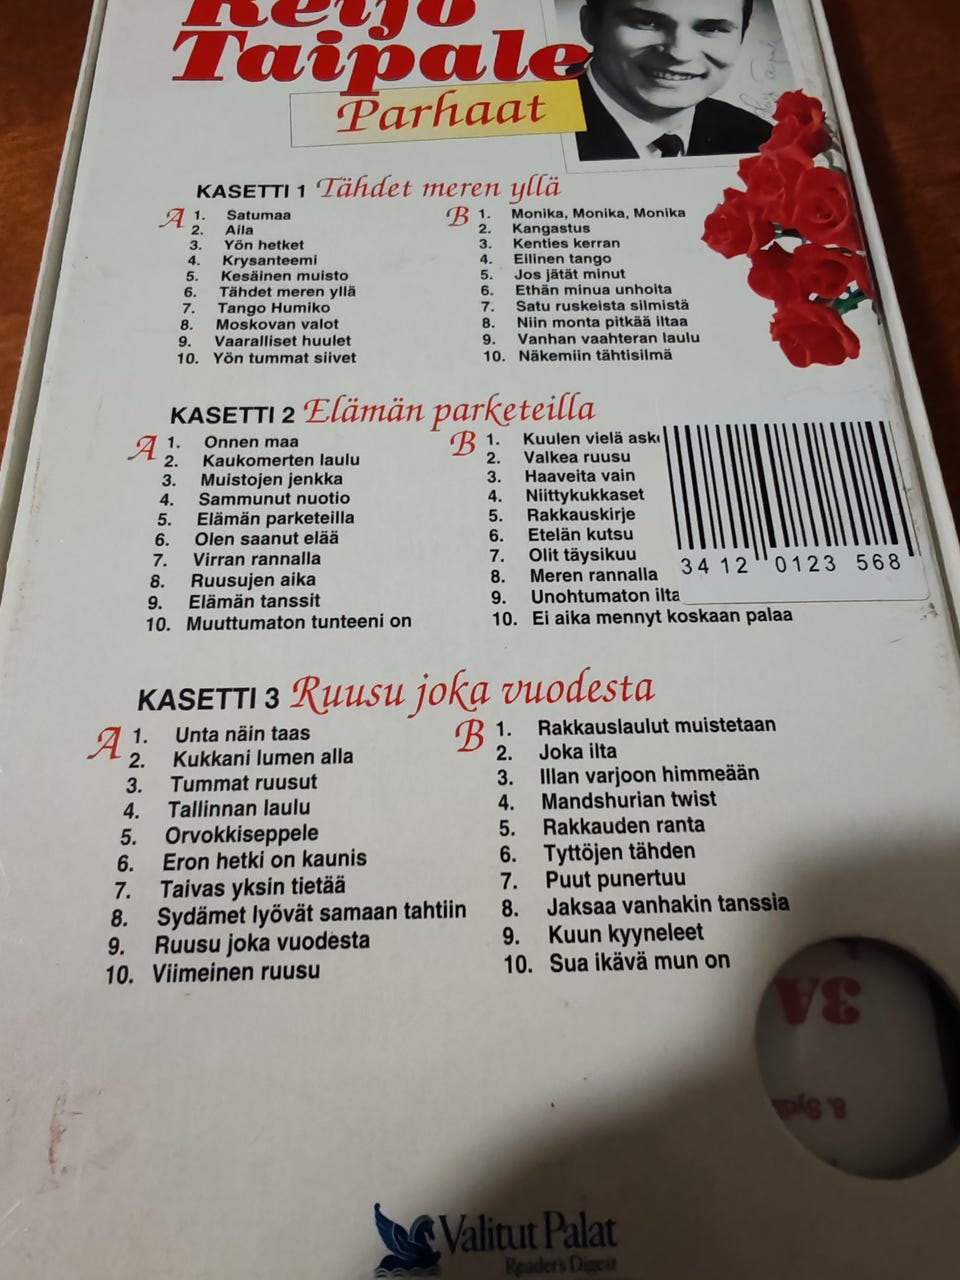 Reijo
Taipale
Parhaat
KASETTI 1 Tähdet meren yllä
A 1. Satumaa
2. Aila
3. Yön hetket
4. Krysanteemi
5. Kesäinen muisto
6. Tähdet meren yllä
7. Tango Humiko
8. Moskovan valot
9. Vaaralliset huulet
10. Yön tummat siivet
B 1. Monika, Monika, Monika
2. Kangastus
3. Kenties kerran
4. Eilinen tango
5. Jos jätät minut
6. Ethän minua unhoita
7. Satu ruskeista silmistä
8. Niin monta pitkää iltaa
9. Vanhan vaahteran laulu
10. Näkemiin tähtisilmä
KASETTI 2 Elämän parketeilla
A 1. Onnen maa
2. Kaukomerten laulu
3. Muistojen jenkka
4. Sammunut nuotio
5. Elämän parketeilla
6. Olen saanut elää
7. Virran rannalla
8. Ruusujen aika
9. Elämän tanssit
10. Muuttumaton tunteeni on
B 1. Kuulen vielä
2. Valkea ruusu
3. Haaveita vain
4. Niittykukkaset
5. Rakkauskirje
6. Etelän kutsu
7. Olit täysikuu
8. Meren rannalla
9. Unohtumaton ilta
10. Ei aika mennyt koskaan palaa
34 12 0123 568
KASETTI 3 Ruusu joka vuodesta
A 1. Unta näin taas
2. Kukkani lumen alla
3. Tummat ruusut
4. Tallinnan laulu
5. Orvokkiseppele
6. Eron hetki on kaunis
7. Taivas yksin tietää
8. Sydämet lyövät samaan tahtiin
9. Ruusu joka vuodesta
10. Viimeinen ruusu
B 1. Rakkauslaulut muistetaan
2. Joka ilta
3. Illan varjoon himmeään
4. Mandshurian twist
5. Rakkauden ranta
6. Tyttöjen tähden
7. Puut punertuu
8. Jaksaa vanhakin tanssia
9. Kuun kyyneleet
10. Sua ikävä mun on
3A
Valitut Palat
Reader's Digest